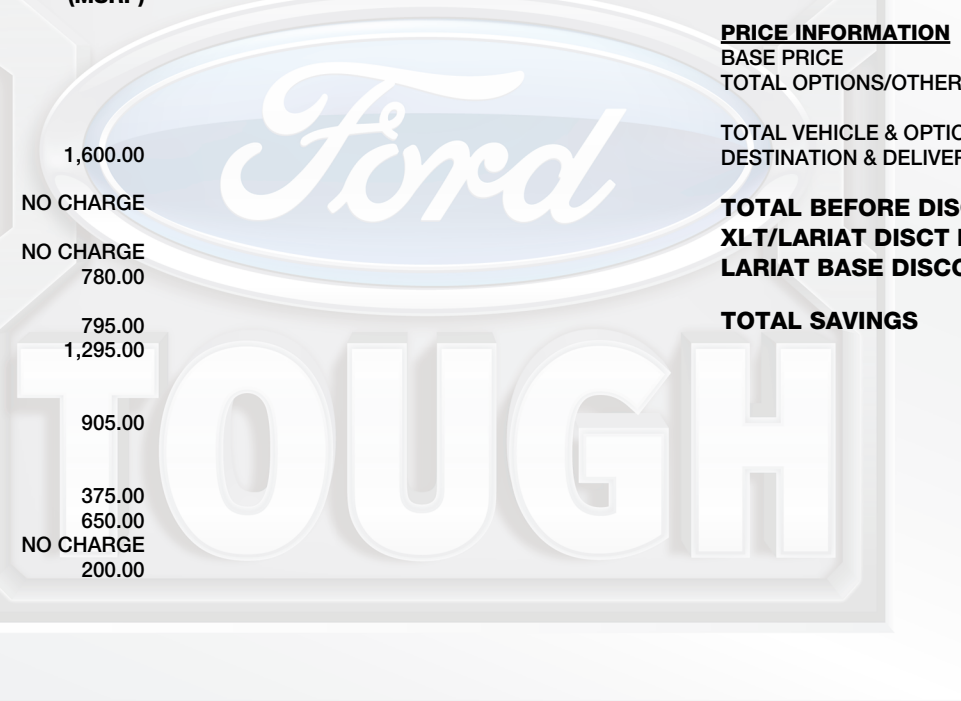 (MSRP)
1,600.00
NO CHARGE
NO CHARGE
780.00
795.00
1,295.00
905.00
375.00
650.00
NO CHARGE
200.00
Ford
TOUGH
PRICE INFORMATION
BASE PRICE
TOTAL OPTIONS/OTHER
TOTAL VEHICLE & OPTIO
DESTINATION & DELIVER
TOTAL BEFORE DISC
XLT/LARIAT DISCT
LARIAT BASE DISCO
TOTAL SAVINGS